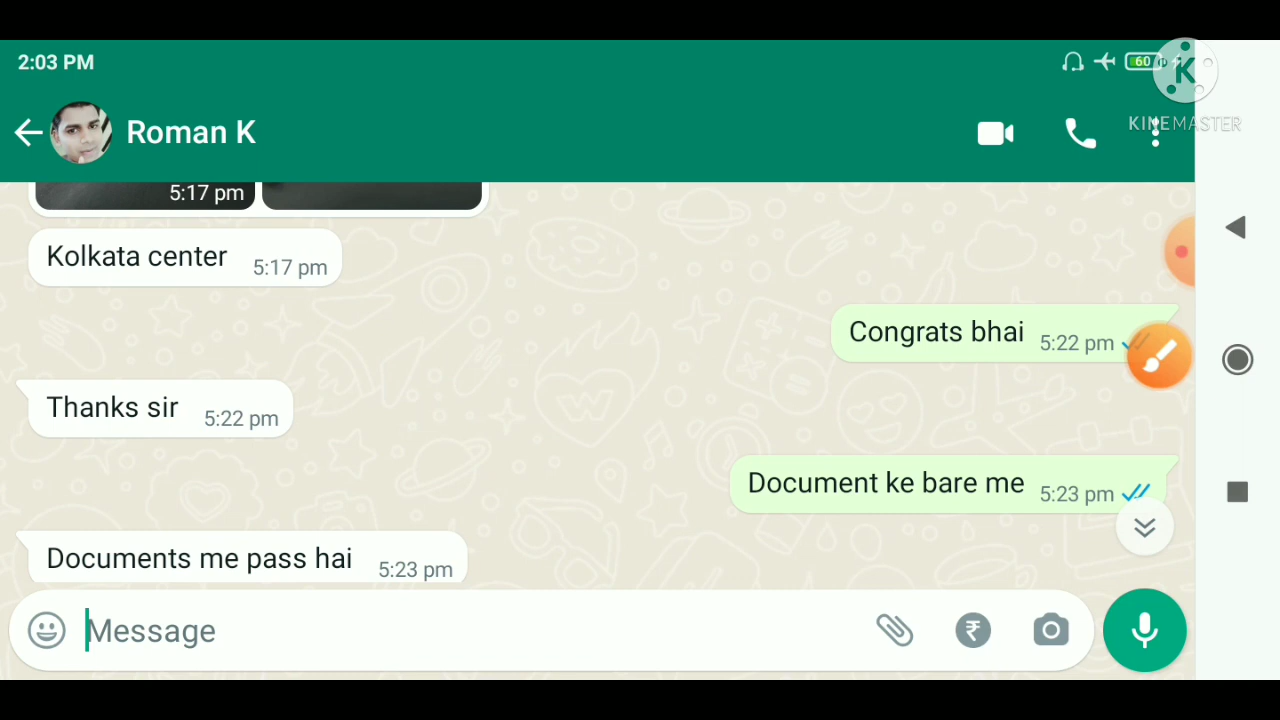 2:03 PM
60
KINEMASTER
Roman K
5:17 pm
Kolkata center 5:17 pm
Congrats bhai 5:22 pm
Thanks sir 5:22 pm
Document ke bare me 5:23 pm
Documents me pass hai 5:23 pm
Message